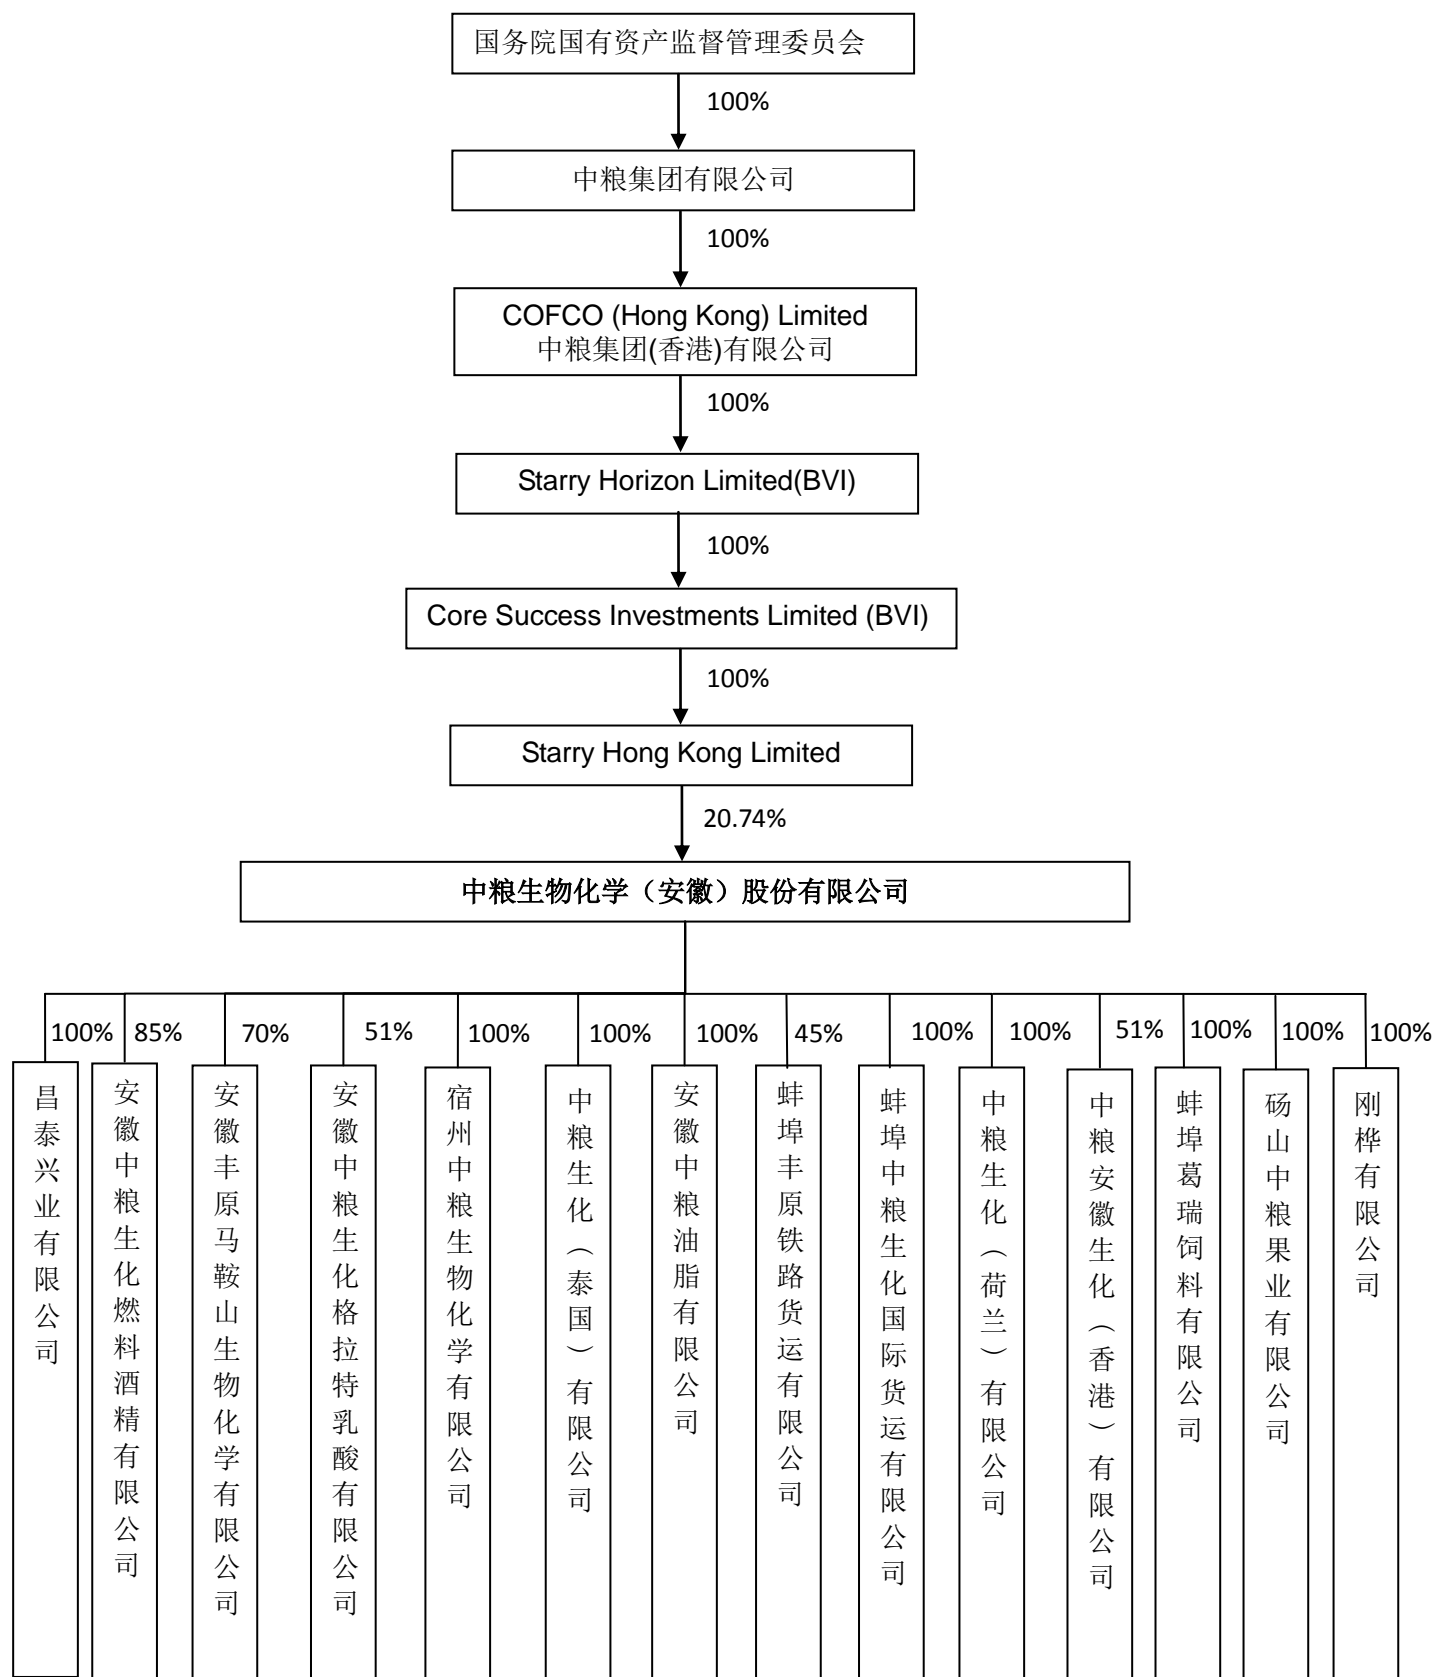 国务院国有资产监督管理委员会
100%
中粮集团有限公司
100%
COFCO (Hong Kong) Limited
中粮集团(香港)有限公司
100%
Starry Horizon Limited(BVI)
100%
Core Success Investments Limited (BVI)
100%
Starry Hong Kong Limited
20.74%
中粮生物化学（安徽）股份有限公司
100%
85%
70%
51%
100%
100%
100%
45%
100%
100%
51%
100%
100%
100%
昌泰兴业有限公司
安徽中粮生化燃料酒精有限公司
安徽丰原马鞍山生物化学有限公司
安徽中粮生化格拉特乳酸有限公司
宿州中粮生物化学有限公司
中粮生化（泰国）有限公司
安徽中粮油脂有限公司
蚌埠丰原铁路货运有限公司
蚌埠中粮生化国际货运有限公司
中粮生化（荷兰）有限公司
中粮安徽生化（香港）有限公司
蚌埠葛瑞饲料有限公司
砀山中粮果业有限公司
刚桦有限公司